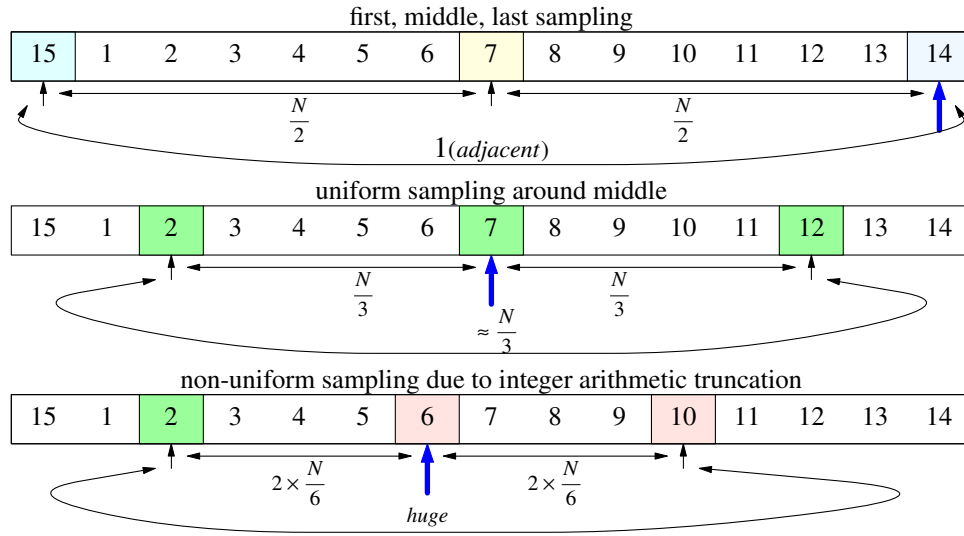 first, middle, last sampling
15 1 2 3 4 5 6 7 8 9 10 11 12 13 14
N/2 N/2
1(adjacent)
uniform sampling around middle
15 1 2 3 4 5 6 7 8 9 10 11 12 13 14
N/3 N/3
≈ N/3
non-uniform sampling due to integer arithmetic truncation
15 1 2 3 4 5 6 7 8 9 10 11 12 13 14
2 × N/6 2 × N/6
huge